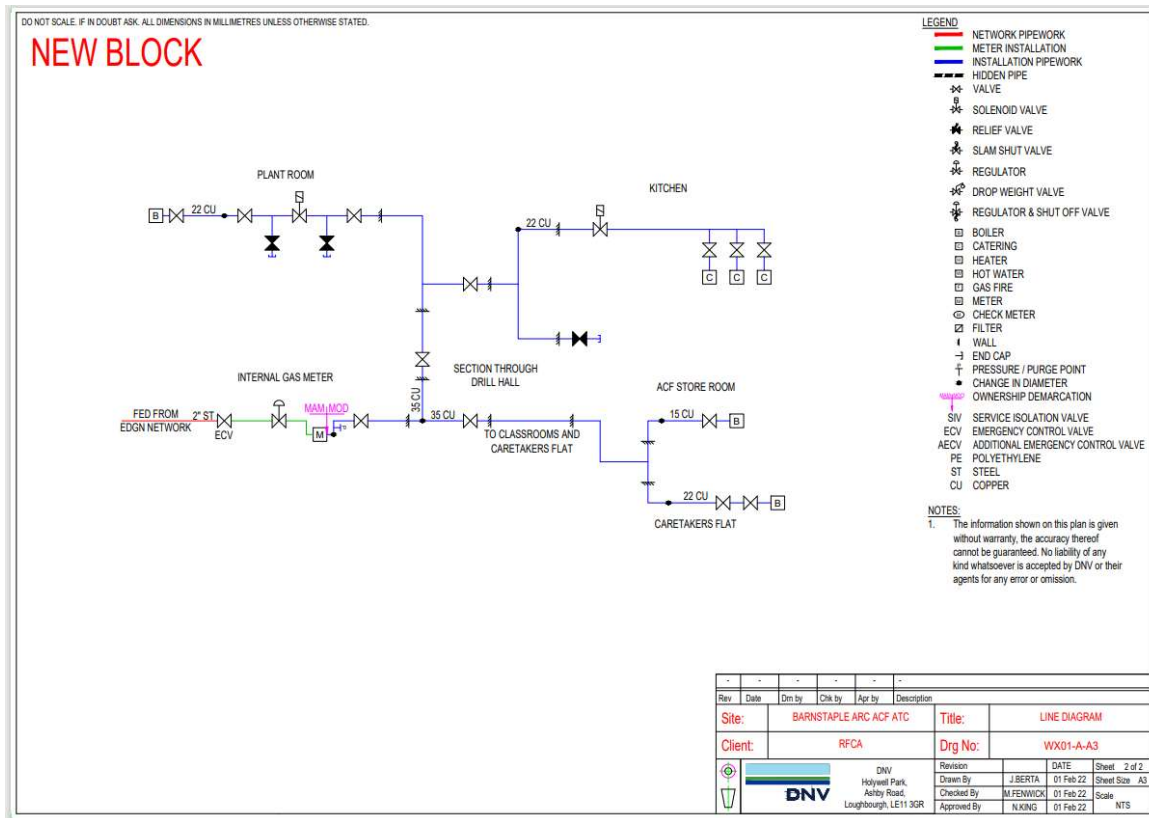 DO NOT SCALE. IF IN DOUBT ASK. ALL DIMENSIONS IN MILLIMETRES UNLESS OTHERWISE STATED.
NEW BLOCK
PLANT ROOM
B
22 CU
KITCHEN
22 CU
C
C
C
SECTION THROUGH
DRILL HALL
INTERNAL GAS METER
MAM MOD
FED FROM
EDGN NETWORK
2" ST
ECV
M
35 CU
35 CU
TO CLASSROOMS AND
CARETAKERS FLAT
ACF STORE ROOM
15 CU
B
22 CU
B
CARETAKERS FLAT
LEGEND
NETWORK PIPEWORK
METER INSTALLATION
INSTALLATION PIPEWORK
HIDDEN PIPE
VALVE
SOLENOID VALVE
RELIEF VALVE
SLAM SHUT VALVE
REGULATOR
DROP WEIGHT VALVE
REGULATOR & SHUT OFF VALVE
BOILER
CATERING
HEATER
HOT WATER
GAS FIRE
METER
CHECK METER
FILTER
WALL
END CAP
PRESSURE / PURGE POINT
CHANGE IN DIAMETER
OWNERSHIP DEMARCATION
SIV SERVICE ISOLATION VALVE
ECV EMERGENCY CONTROL VALVE
AECV ADDITIONAL EMERGENCY CONTROL VALVE
PE POLYETHYLENE
ST STEEL
CU COPPER
NOTES:
1. The information shown on this plan is given
without warranty, the accuracy thereof
cannot be guaranteed. No liability of any
kind whatsoever is accepted by DNV or their
agents for any error or omission.
- - - - - -
Rev Date Drn by Chk by Apr by Description
Site: BARNSTAPLE ARC ACF ATC Title: LINE DIAGRAM
Client: RFCA Drg No: WX01-A-A3
DNV
DNV
Holywell Park,
Ashby Road,
Loughbourgh, LE11 3GR
Revision DATE Sheet 2 of 2
Drawn By J.BERTA 01 Feb 22 Sheet Size A3
Checked By M.FENWICK 01 Feb 22 Scale
Approved By N.KING 01 Feb 22 NTS